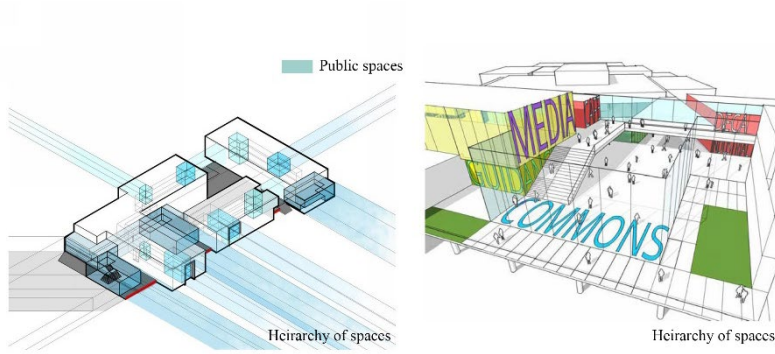 Public spaces
Heirarchy of spaces
MEDIA
COMMONS
Heirarchy of spaces